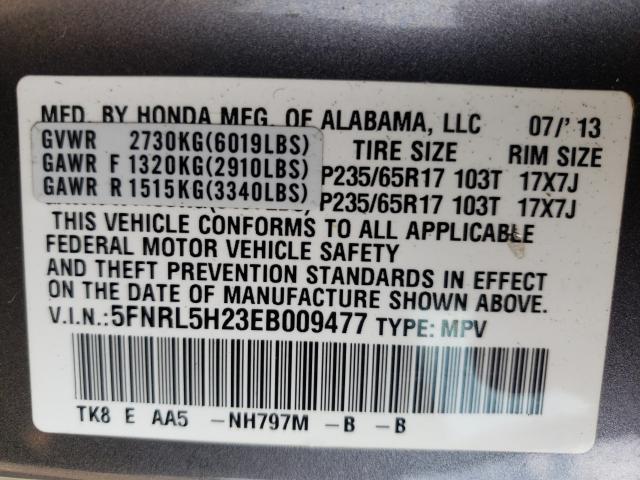 MFD. BY HONDA MFG. OF ALABAMA, LLC 07/'13
GVWR 2730KG(6019LBS) TIRE SIZE RIM SIZE
GAWR F 1320KG(2910LBS) P235/65R17 103T 17X7J
GAWR R 1515KG(3340LBS) P235/65R17 103T 17X7J
THIS VEHICLE CONFORMS TO ALL APPLICABLE
FEDERAL MOTOR VEHICLE SAFETY
AND THEFT PREVENTION STANDARDS IN EFFECT
ON THE DATE OF MANUFACTURE SHOWN ABOVE.
V.I.N.:5FNRL5H23EB009477 TYPE: MPV
TK8 E AA5 -NH797M -B -B